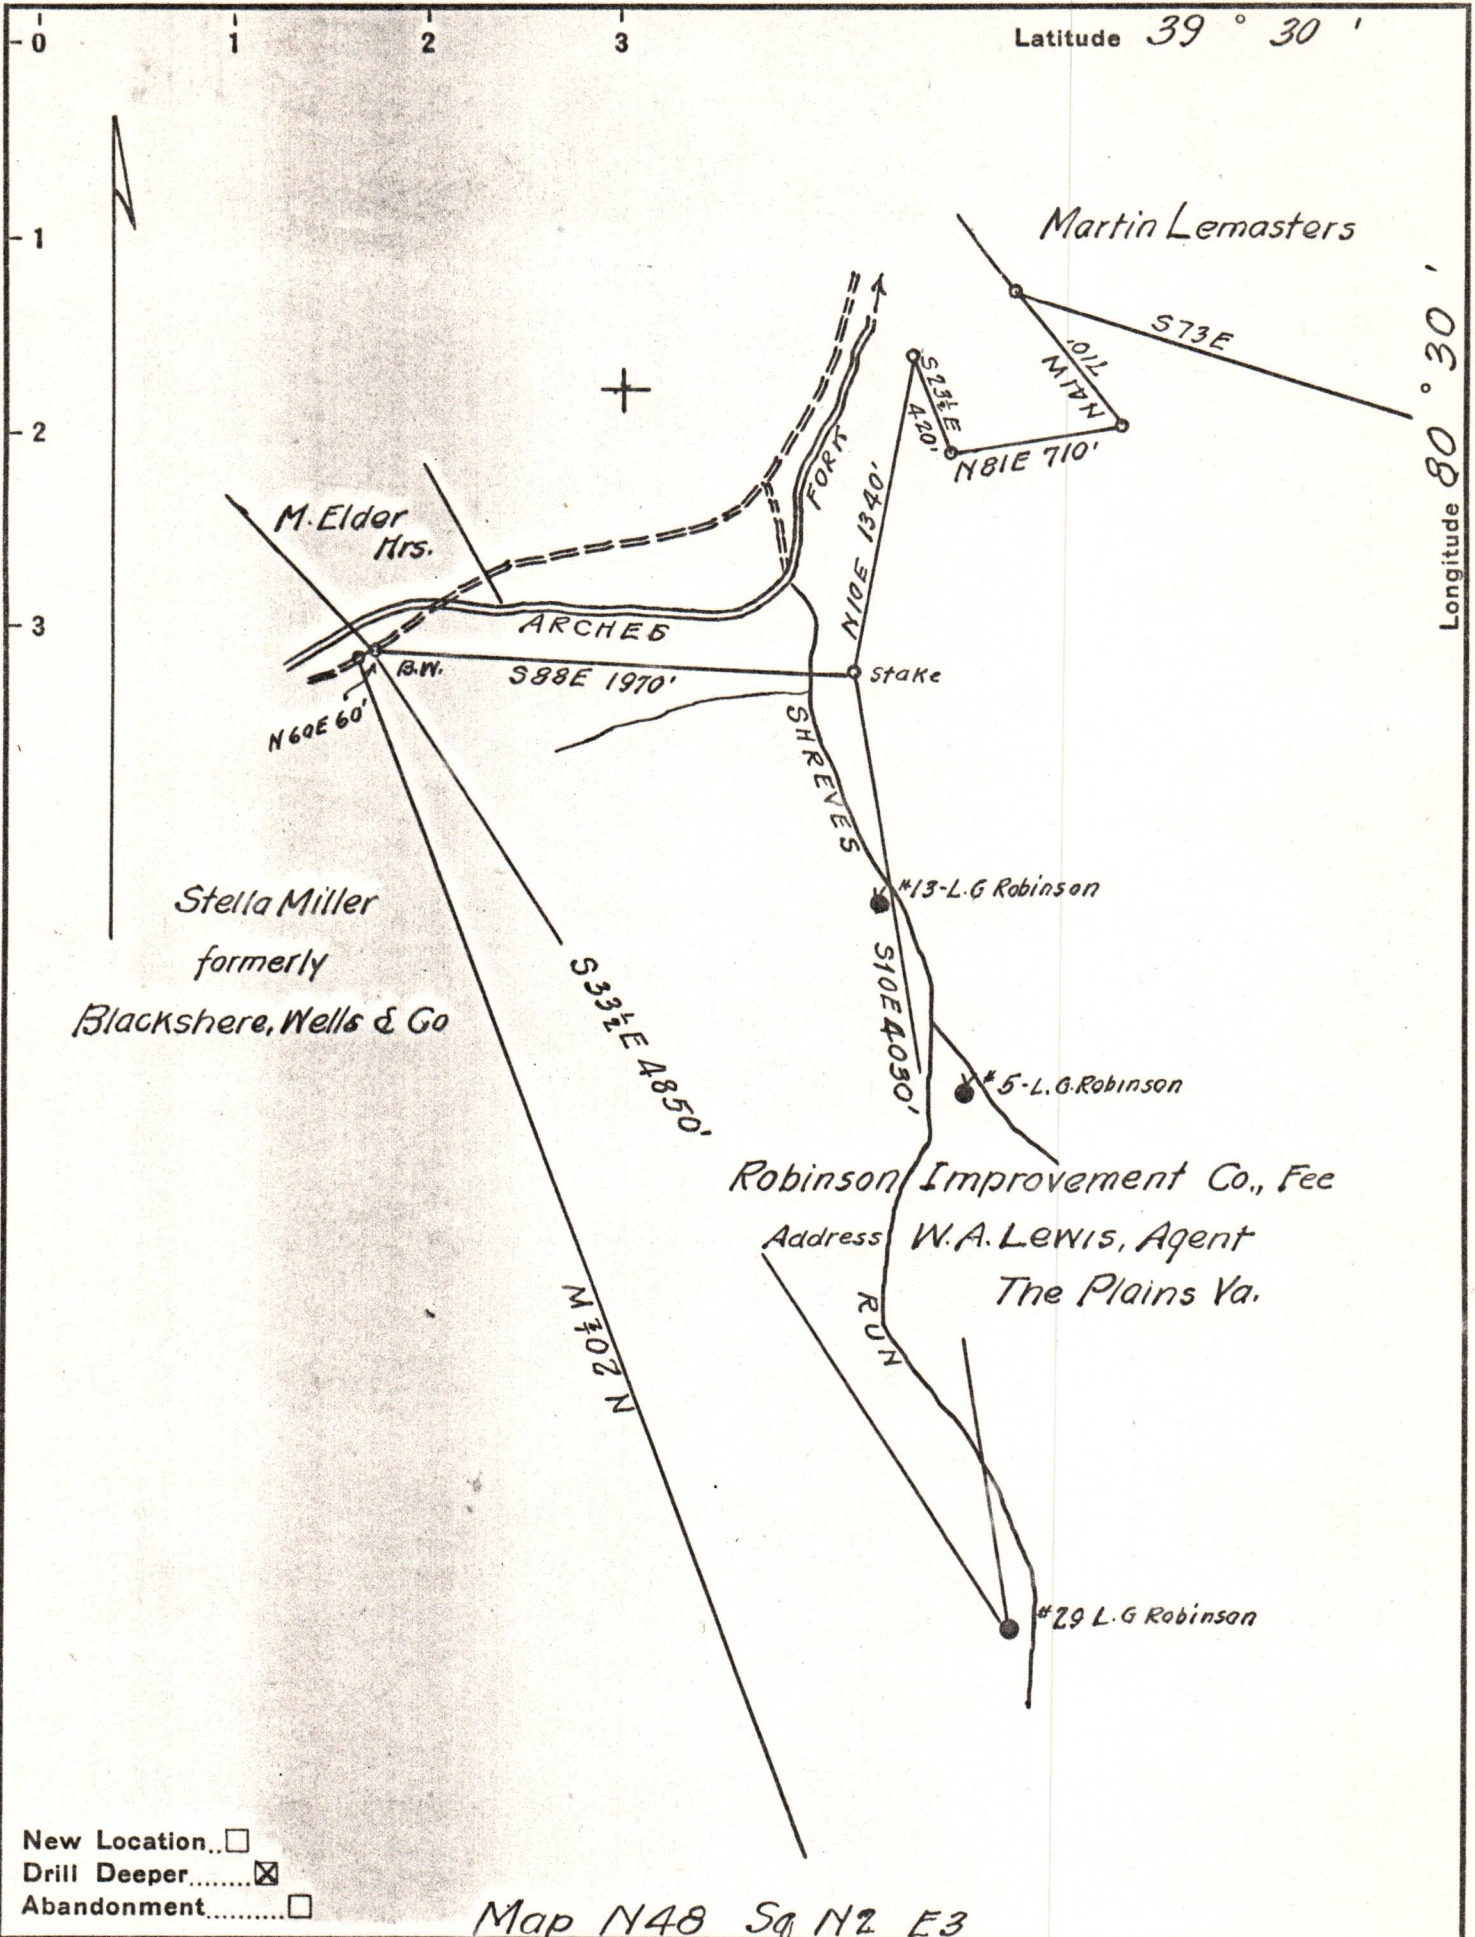 0 1 2 3 Latitude 39 ° 30 '
1
2
3
Longitude 80 ° 30 '
Martin Lemasters
S73E
N41W 710'
S23½E
420'
N81E 710'
N10E 1340'
FORK
M. Elder
Hrs.
ARCHES
B.W.
S88E 1970'
Stake
N60E 60'
SHREVES
#13-L.G Robinson
Stella Miller
formerly
Blackshere, Wells & Co
S33½E 4850'
S10E 4030'
#5-L.G.Robinson
Robinson Improvement Co., Fee
Address W.A. Lewis, Agent
The Plains Va.
RUN
N 20½ W
#29 L.G Robinson
New Location..
Drill Deeper........
Abandonment..........
Map N48 Sq N2 E3